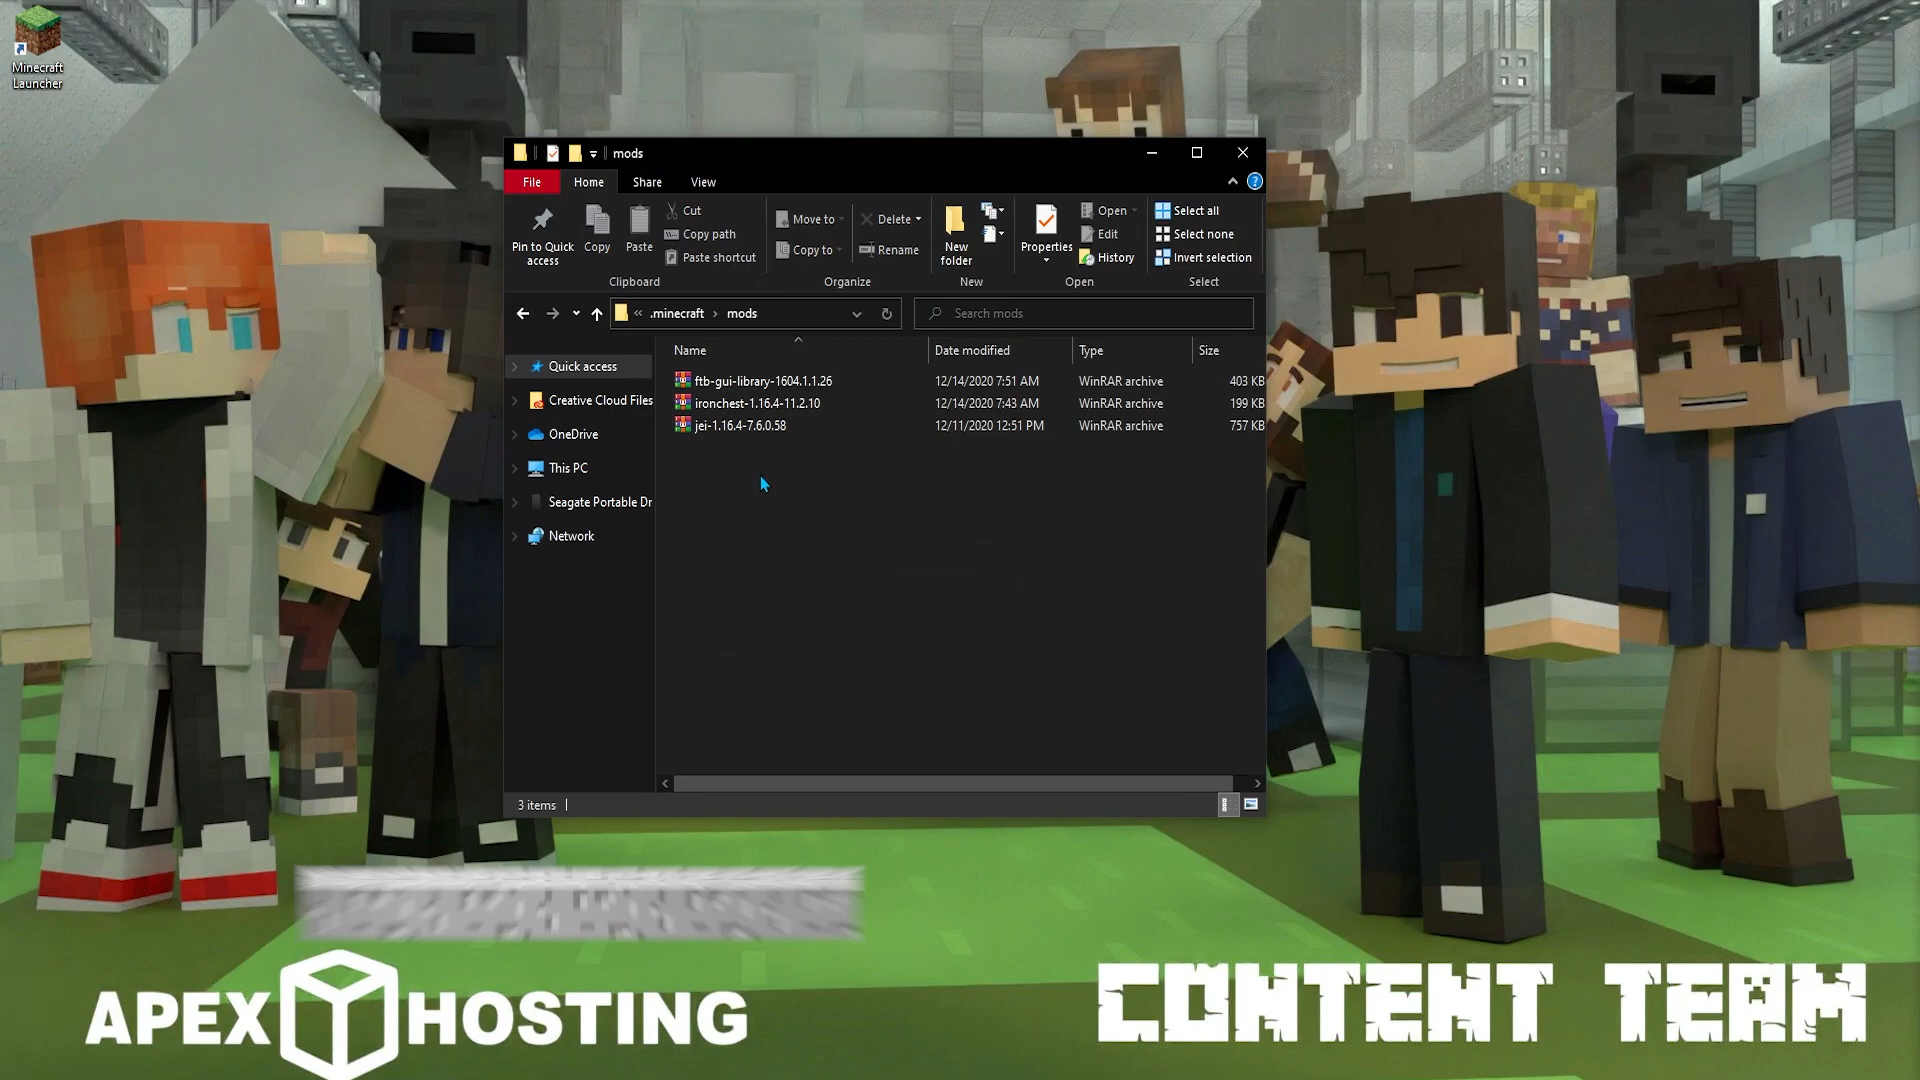 Minecraft
Launcher
mods
File Home Share View
Pin to Quick
access
Copy
Paste
Cut
Copy path
Paste shortcut
Clipboard
Move to
Copy to
Delete
Rename
Organize
New
folder
New
Properties
Open
Edit
History
Open
Select all
Select none
Invert selection
Select
« .minecraft > mods
Search mods
Name Date modified Type Size
Quick access
Creative Cloud Files
OneDrive
This PC
Seagate Portable Dr
Network
ftb-gui-library-1604.1.1.26 12/14/2020 7:51 AM WinRAR archive 403 KB
ironchest-1.16.4-11.2.10 12/14/2020 7:43 AM WinRAR archive 199 KB
jei-1.16.4-7.6.0.58 12/11/2020 12:51 PM WinRAR archive 757 KB
3 items
APEX HOSTING
CONTENT TEAM